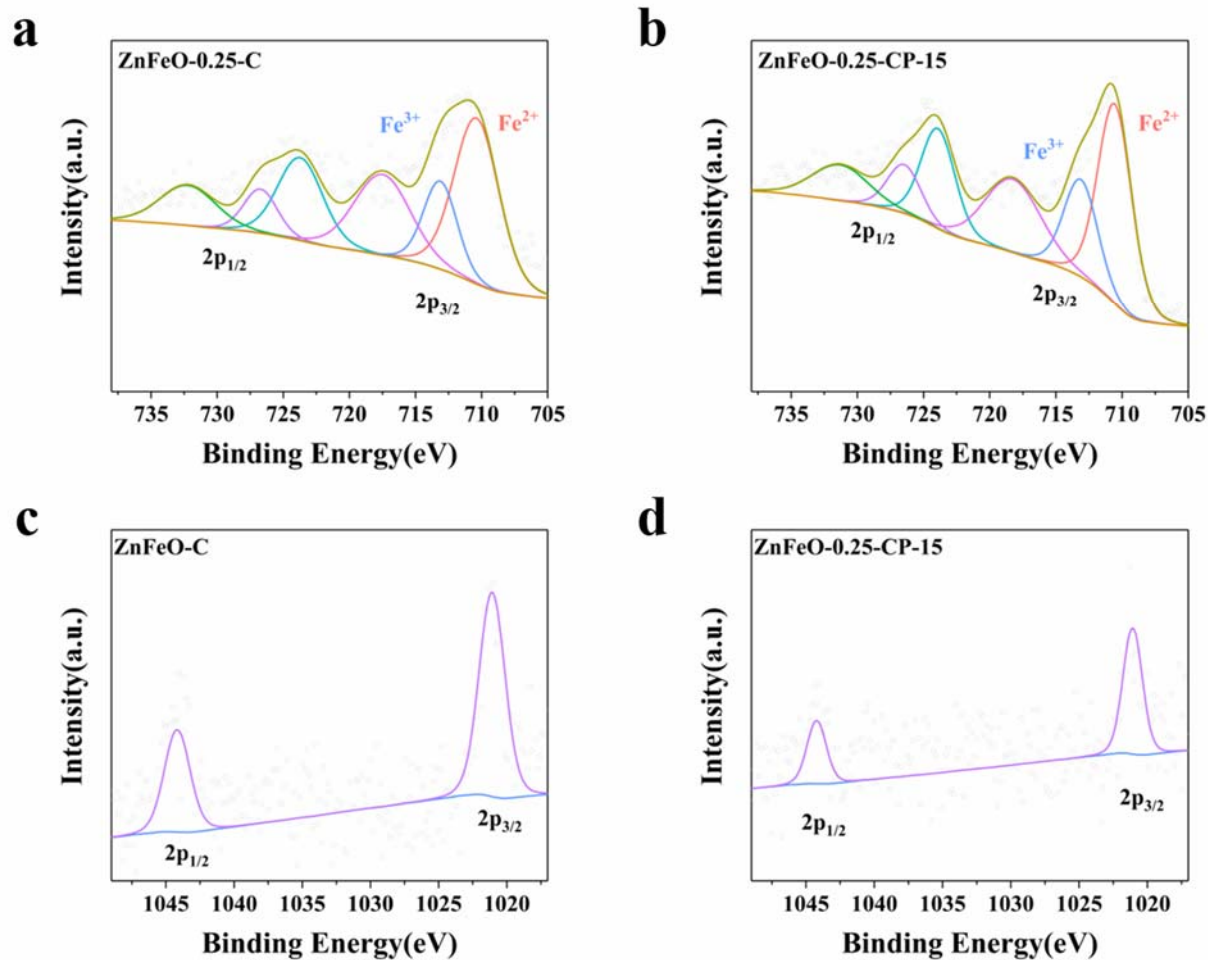 a
ZnFeO-0.25-C
Fe³⁺
Fe²⁺
2p₁/₂
2p₃/₂
Intensity(a.u.)
735 730 725 720 715 710 705
Binding Energy(eV)
b
ZnFeO-0.25-CP-15
Fe³⁺
Fe²⁺
2p₁/₂
2p₃/₂
Intensity(a.u.)
735 730 725 720 715 710 705
Binding Energy(eV)
c
ZnFeO-C
2p₁/₂
2p₃/₂
Intensity(a.u.)
1045 1040 1035 1030 1025 1020
Binding Energy(eV)
d
ZnFeO-0.25-CP-15
2p₁/₂
2p₃/₂
Intensity(a.u.)
1045 1040 1035 1030 1025 1020
Binding Energy(eV)